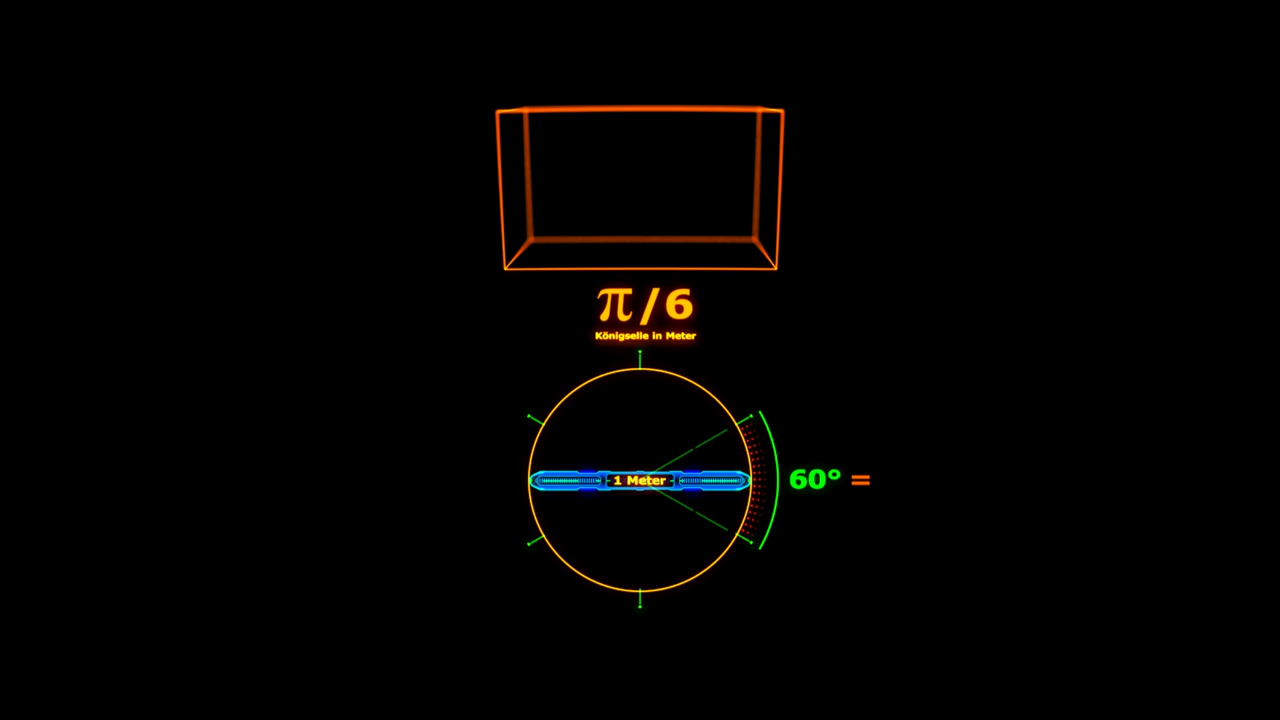 π/6
Königselle in Meter
1 Meter
60° =